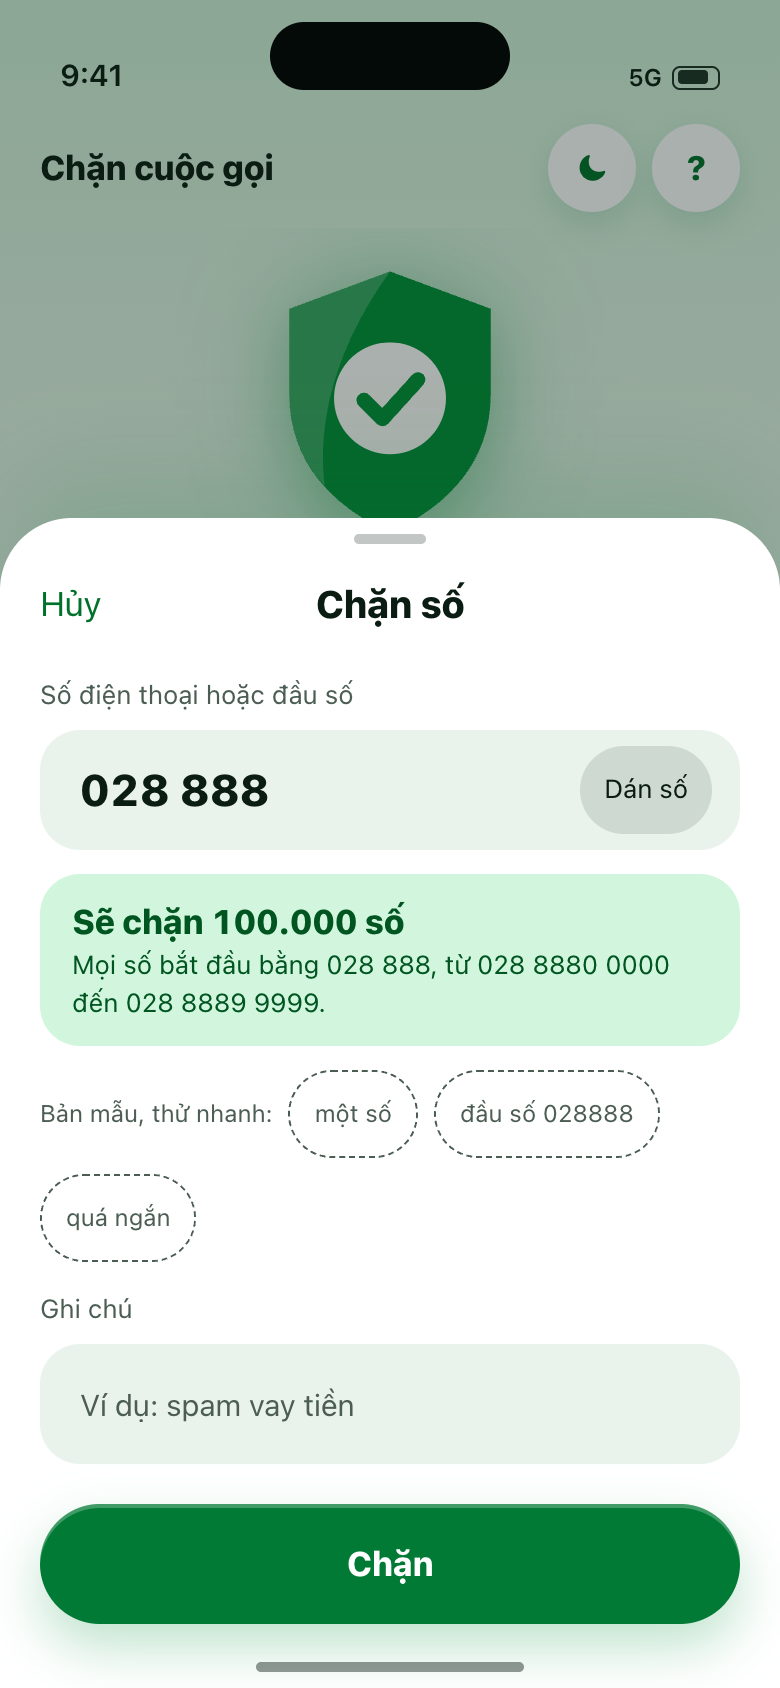 9:41
5G
Chặn cuộc gọi
?
Hủy
Chặn số
Số điện thoại hoặc đầu số
028 888
Dán số
Sẽ chặn 100.000 số
Mọi số bắt đầu bằng 028 888, từ 028 8880 0000
đến 028 8889 9999.
Bản mẫu, thử nhanh:
một số
đầu số 028888
quá ngắn
Ghi chú
Ví dụ: spam vay tiền
Chặn